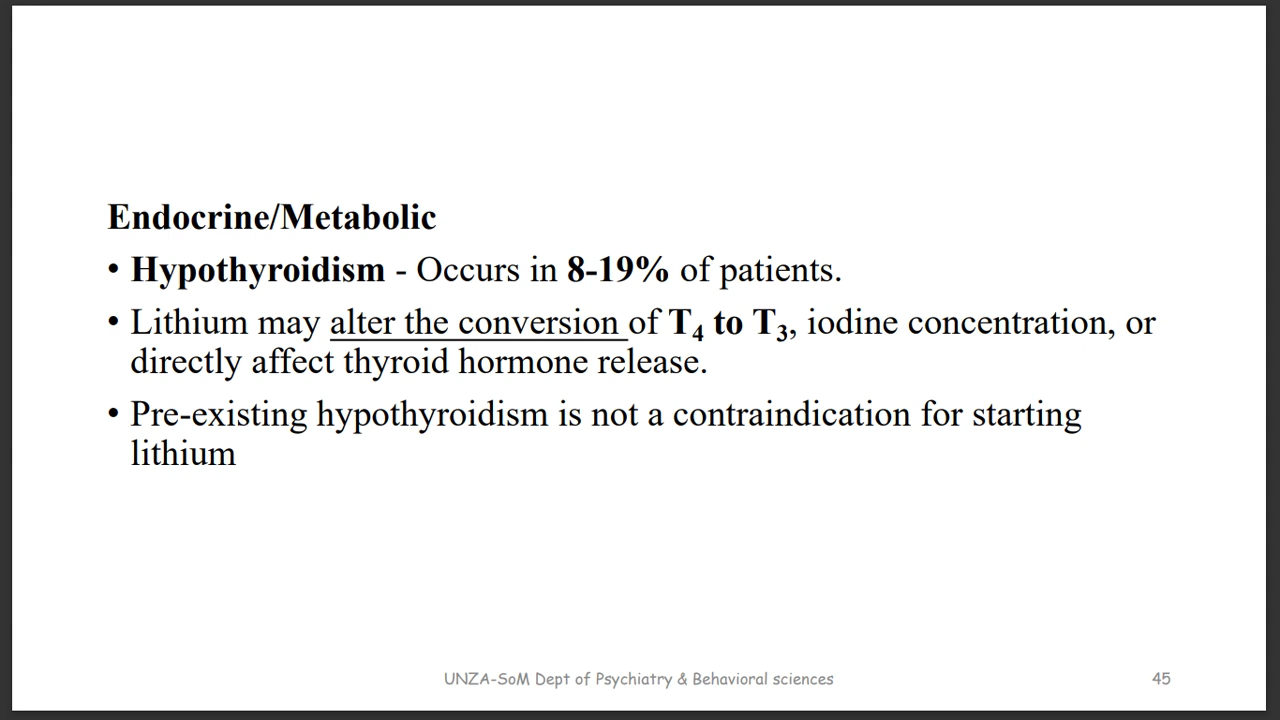 Endocrine/Metabolic
• Hypothyroidism - Occurs in 8-19% of patients.
• Lithium may alter the conversion of T₄ to T₃, iodine concentration, or
directly affect thyroid hormone release.
• Pre-existing hypothyroidism is not a contraindication for starting
lithium
UNZA-SoM Dept of Psychiatry & Behavioral sciences
45